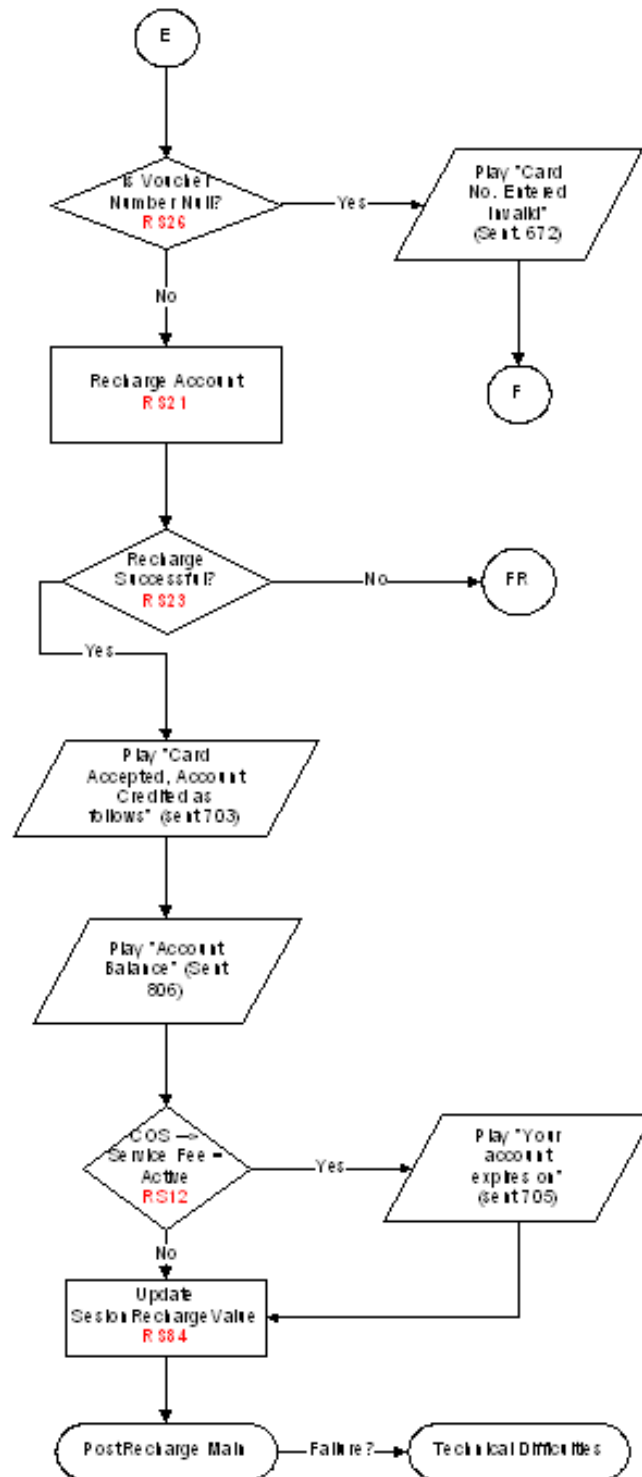 E
Is Voucher
Number Null?
RS26
Yes
Play "Card
No. Entered
Invalid"
(Sent. 672)
No
F
Recharge Account
RS21
Recharge
Successful?
RS23
No
FR
Yes
Play "Card
Accepted, Account
Credited as
follows" (sent 703)
Play "Account
Balance" (Sent
806)
COS –>
Service Fee =
Active
RS12
Yes
Play "Your
account
expires on"
(sent 705)
No
Update
SesionRechargeValue
RS84
PostRecharge Main
Failure?
Technical Difficulties